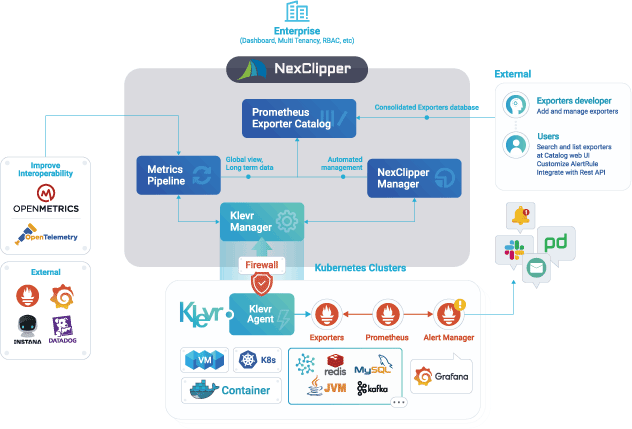 Enterprise
(Dashboard, Multi Tenancy, RBAC, etc)
NexClipper
Prometheus
Exporter Catalog
Consolidated Exporters database
External
Exporters developer
Add and manage exporters
Users
Search and list exporters
at Catalog web UI
Customize AlertRule
Integrate with Rest API
Improve
Interoperability
OPENMETRICS
OpenTelemetry
Metrics
Pipeline
Global view,
Long term data
Automated
management
NexClipper
Manager
Klevr
Manager
Firewall
Kubernetes Clusters
External
INSTANA
DATADOG
pd
Klevr
Klevr
Agent
Exporters
Prometheus
Alert Manager
VM
K8s
Container
redis
MySQL
JVM
kafka
Grafana